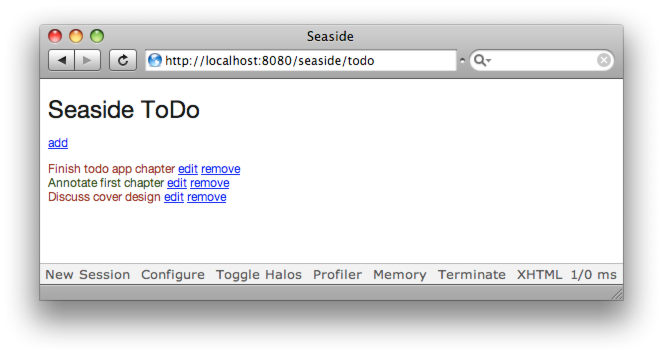 Seaside
http://localhost:8080/seaside/todo
Seaside ToDo
add
Finish todo app chapter edit remove
Annotate first chapter edit remove
Discuss cover design edit remove
New Session Configure Toggle Halos Profiler Memory Terminate XHTML 1/0 ms